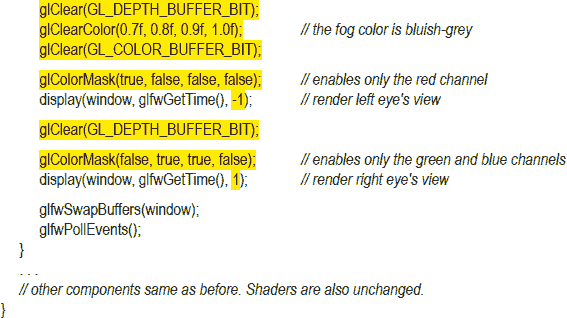 glClear(GL_DEPTH_BUFFER_BIT);
glClearColor(0.7f, 0.8f, 0.9f, 1.0f); // the fog color is bluish-grey
glClear(GL_COLOR_BUFFER_BIT);
glColorMask(true, false, false, false); // enables only the red channel
display(window, glfwGetTime(), -1); // render left eye's view
glClear(GL_DEPTH_BUFFER_BIT);
glColorMask(false, true, true, false); // enables only the green and blue channels
display(window, glfwGetTime(), 1); // render right eye's view
glfwSwapBuffers(window);
glfwPollEvents();
}
. . .
// other components same as before. Shaders are also unchanged.
}